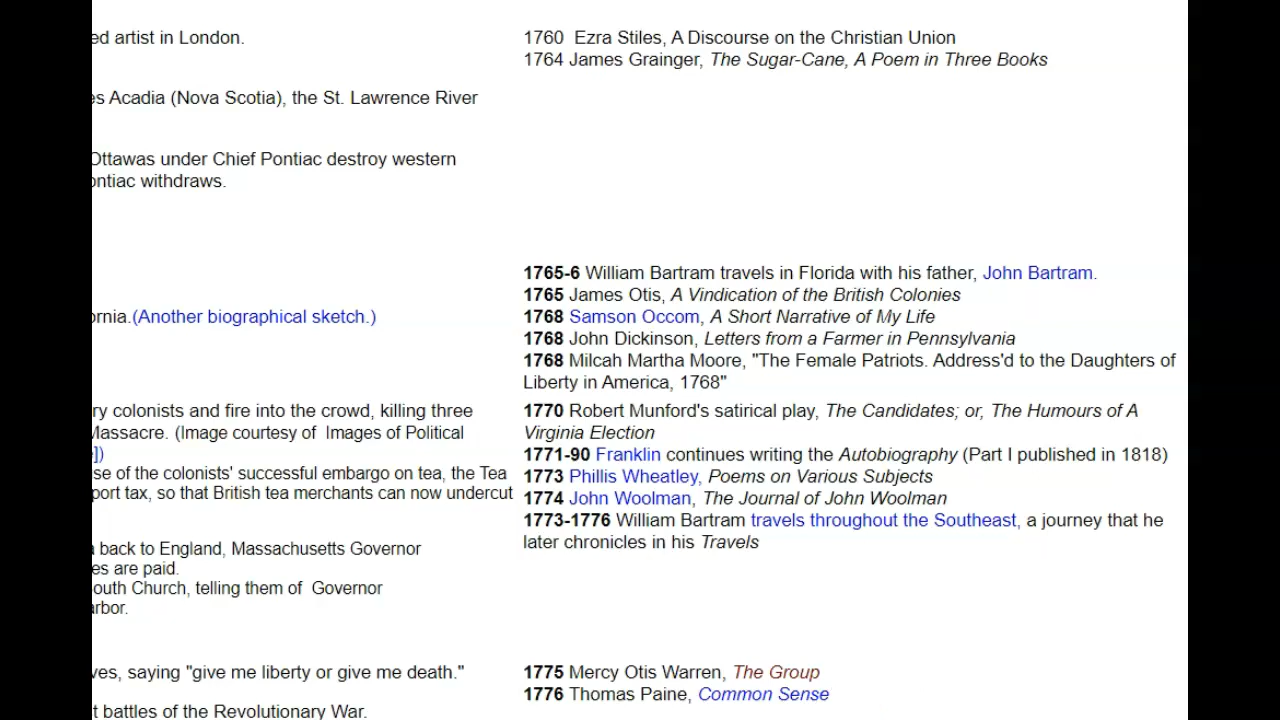 ed artist in London.
es Acadia (Nova Scotia), the St. Lawrence River
Ottawas under Chief Pontiac destroy western
ontiac withdraws.
ornia.(Another biographical sketch.)
ry colonists and fire into the crowd, killing three
Massacre. (Image courtesy of  Images of Political
])
se of the colonists' successful embargo on tea, the Tea
port tax, so that British tea merchants can now undercut
a back to England, Massachusetts Governor
es are paid.
outh Church, telling them of  Governor
arbor.
ves, saying "give me liberty or give me death."
t battles of the Revolutionary War.
1760  Ezra Stiles, A Discourse on the Christian Union
1764 James Grainger, The Sugar-Cane, A Poem in Three Books
1765-6 William Bartram travels in Florida with his father, John Bartram.
1765 James Otis, A Vindication of the British Colonies
1768 Samson Occom, A Short Narrative of My Life
1768 John Dickinson, Letters from a Farmer in Pennsylvania
1768 Milcah Martha Moore, "The Female Patriots. Address'd to the Daughters of
Liberty in America, 1768"
1770 Robert Munford's satirical play, The Candidates; or, The Humours of A
Virginia Election
1771-90 Franklin continues writing the Autobiography (Part I published in 1818)
1773 Phillis Wheatley, Poems on Various Subjects
1774 John Woolman, The Journal of John Woolman
1773-1776 William Bartram travels throughout the Southeast, a journey that he
later chronicles in his Travels
1775 Mercy Otis Warren, The Group
1776 Thomas Paine, Common Sense